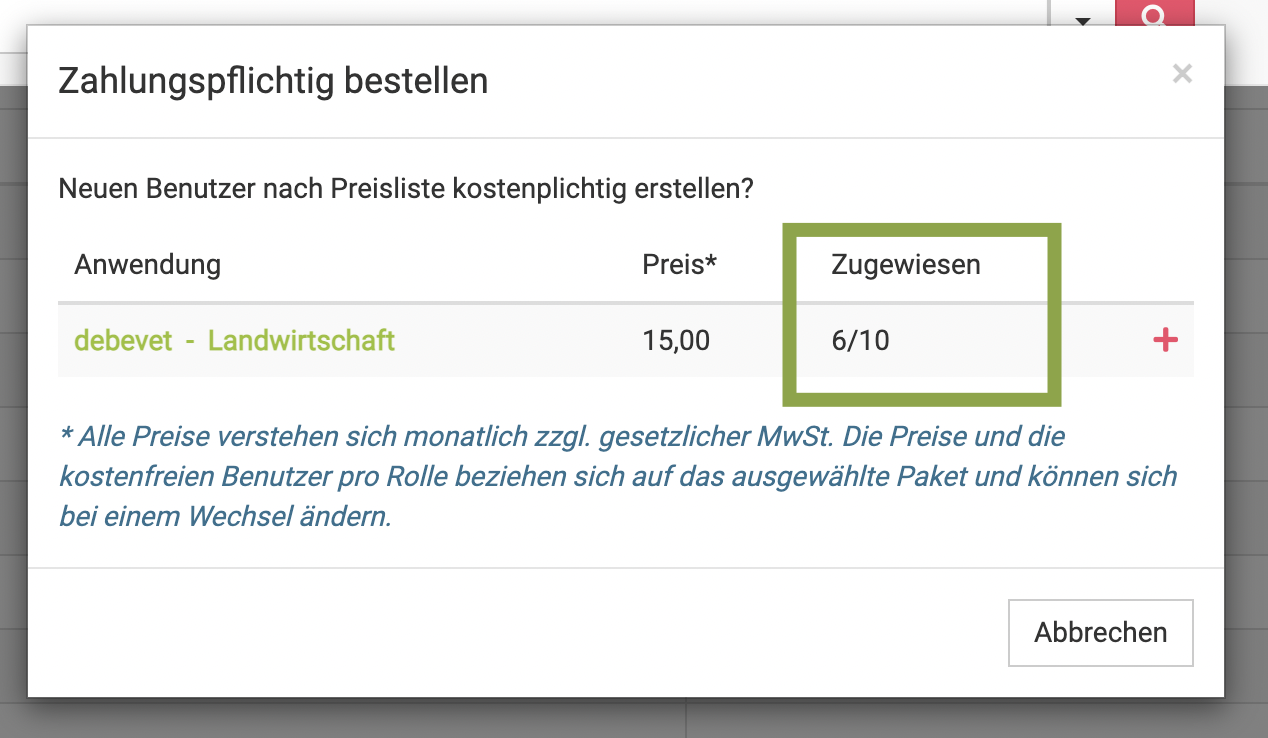 Zahlungspflichtig bestellen
×
Neuen Benutzer nach Preisliste kostenplichtig erstellen?
Anwendung Preis* Zugewiesen
debevet - Landwirtschaft 15,00 6/10 +
* Alle Preise verstehen sich monatlich zzgl. gesetzlicher MwSt. Die Preise und die
kostenfreien Benutzer pro Rolle beziehen sich auf das ausgewählte Paket und können sich
bei einem Wechsel ändern.
Abbrechen